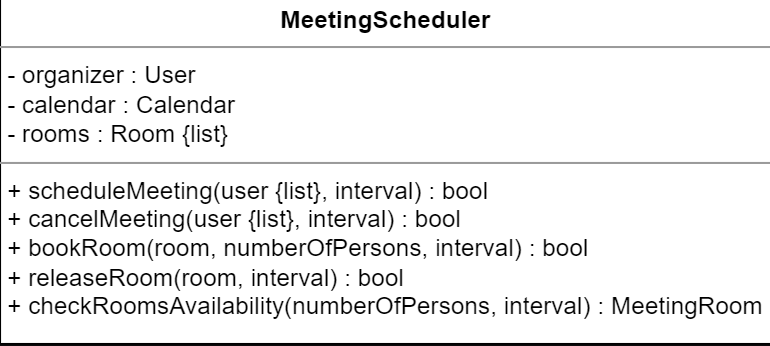 MeetingScheduler
- organizer : User
- calendar : Calendar
- rooms : Room {list}
+ scheduleMeeting(user {list}, interval) : bool
+ cancelMeeting(user {list}, interval) : bool
+ bookRoom(room, numberOfPersons, interval) : bool
+ releaseRoom(room, interval) : bool
+ checkRoomsAvailability(numberOfPersons, interval) : MeetingRoom